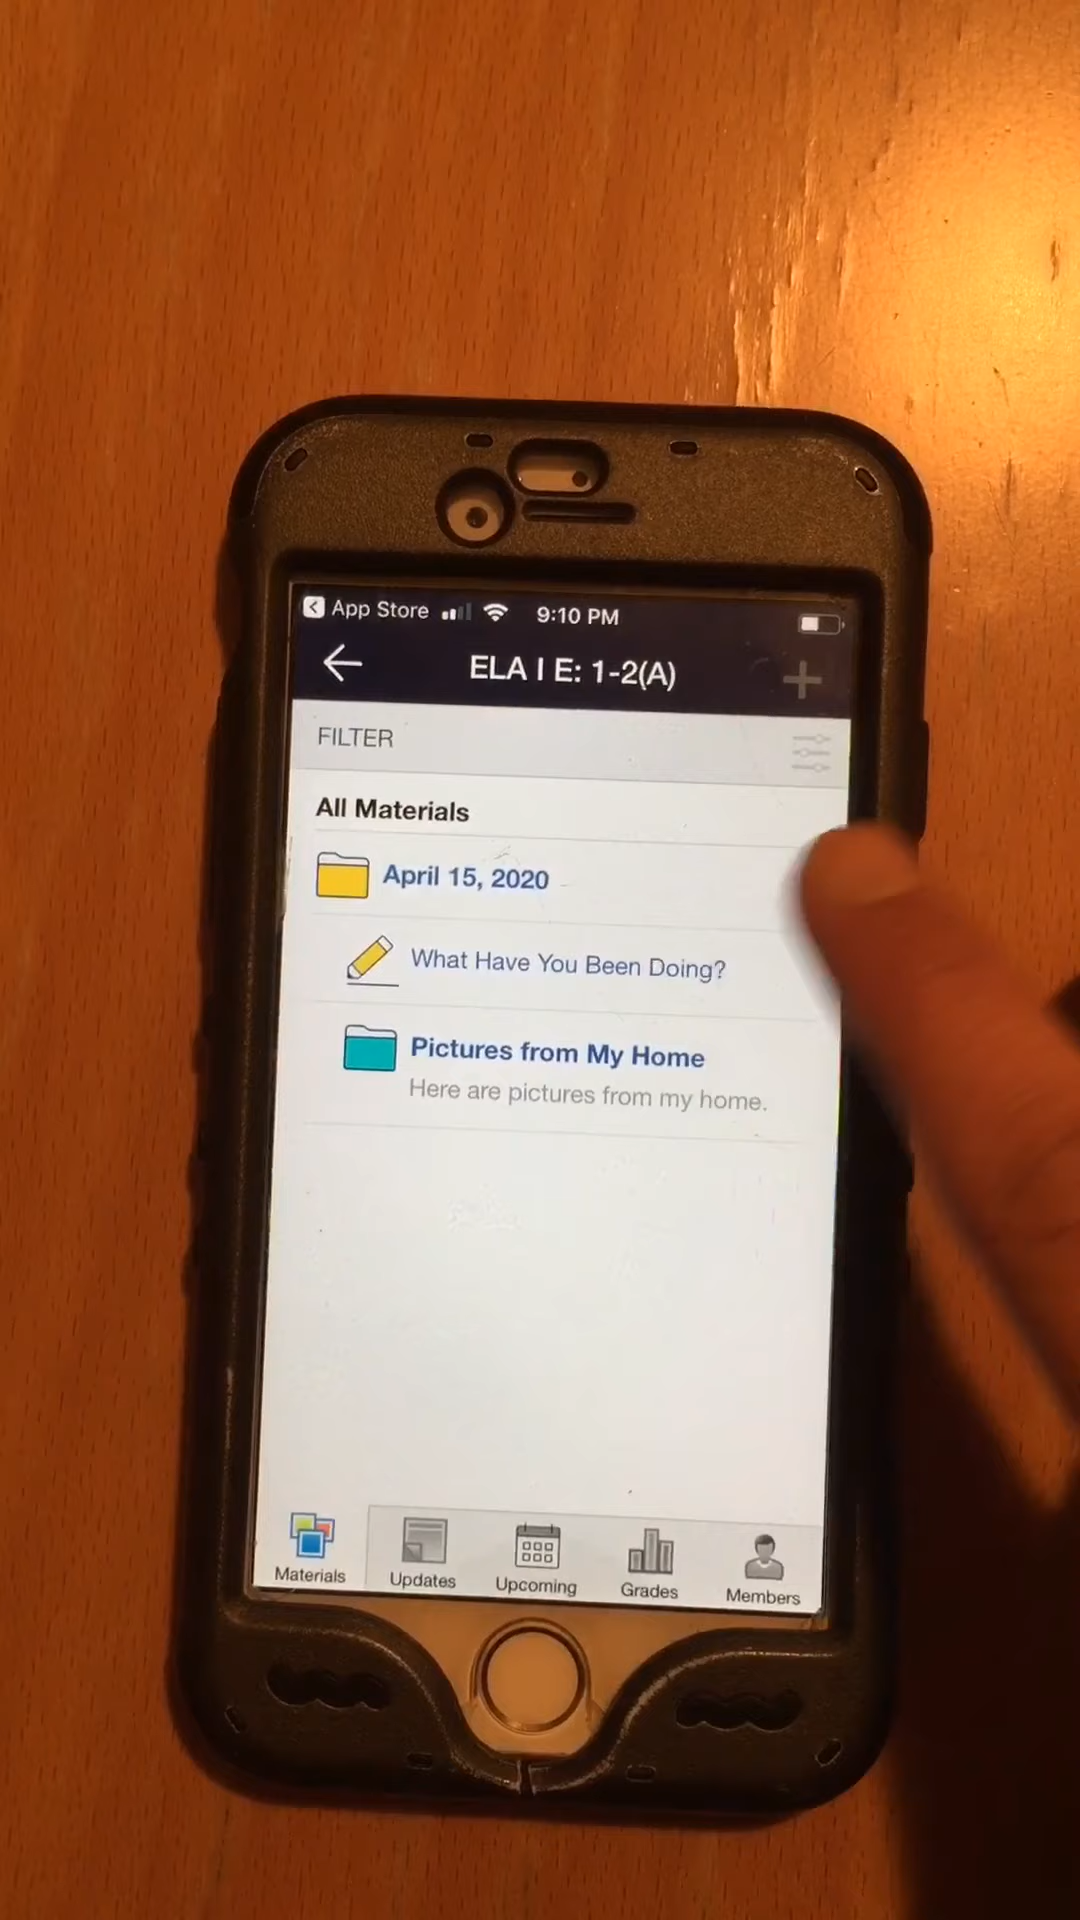 App Store 9:10 PM
ELA I E: 1-2(A)
FILTER
All Materials
April 15, 2020
What Have You Been Doing?
Pictures from My Home
Here are pictures from my home.
Materials Updates Upcoming Grades Members